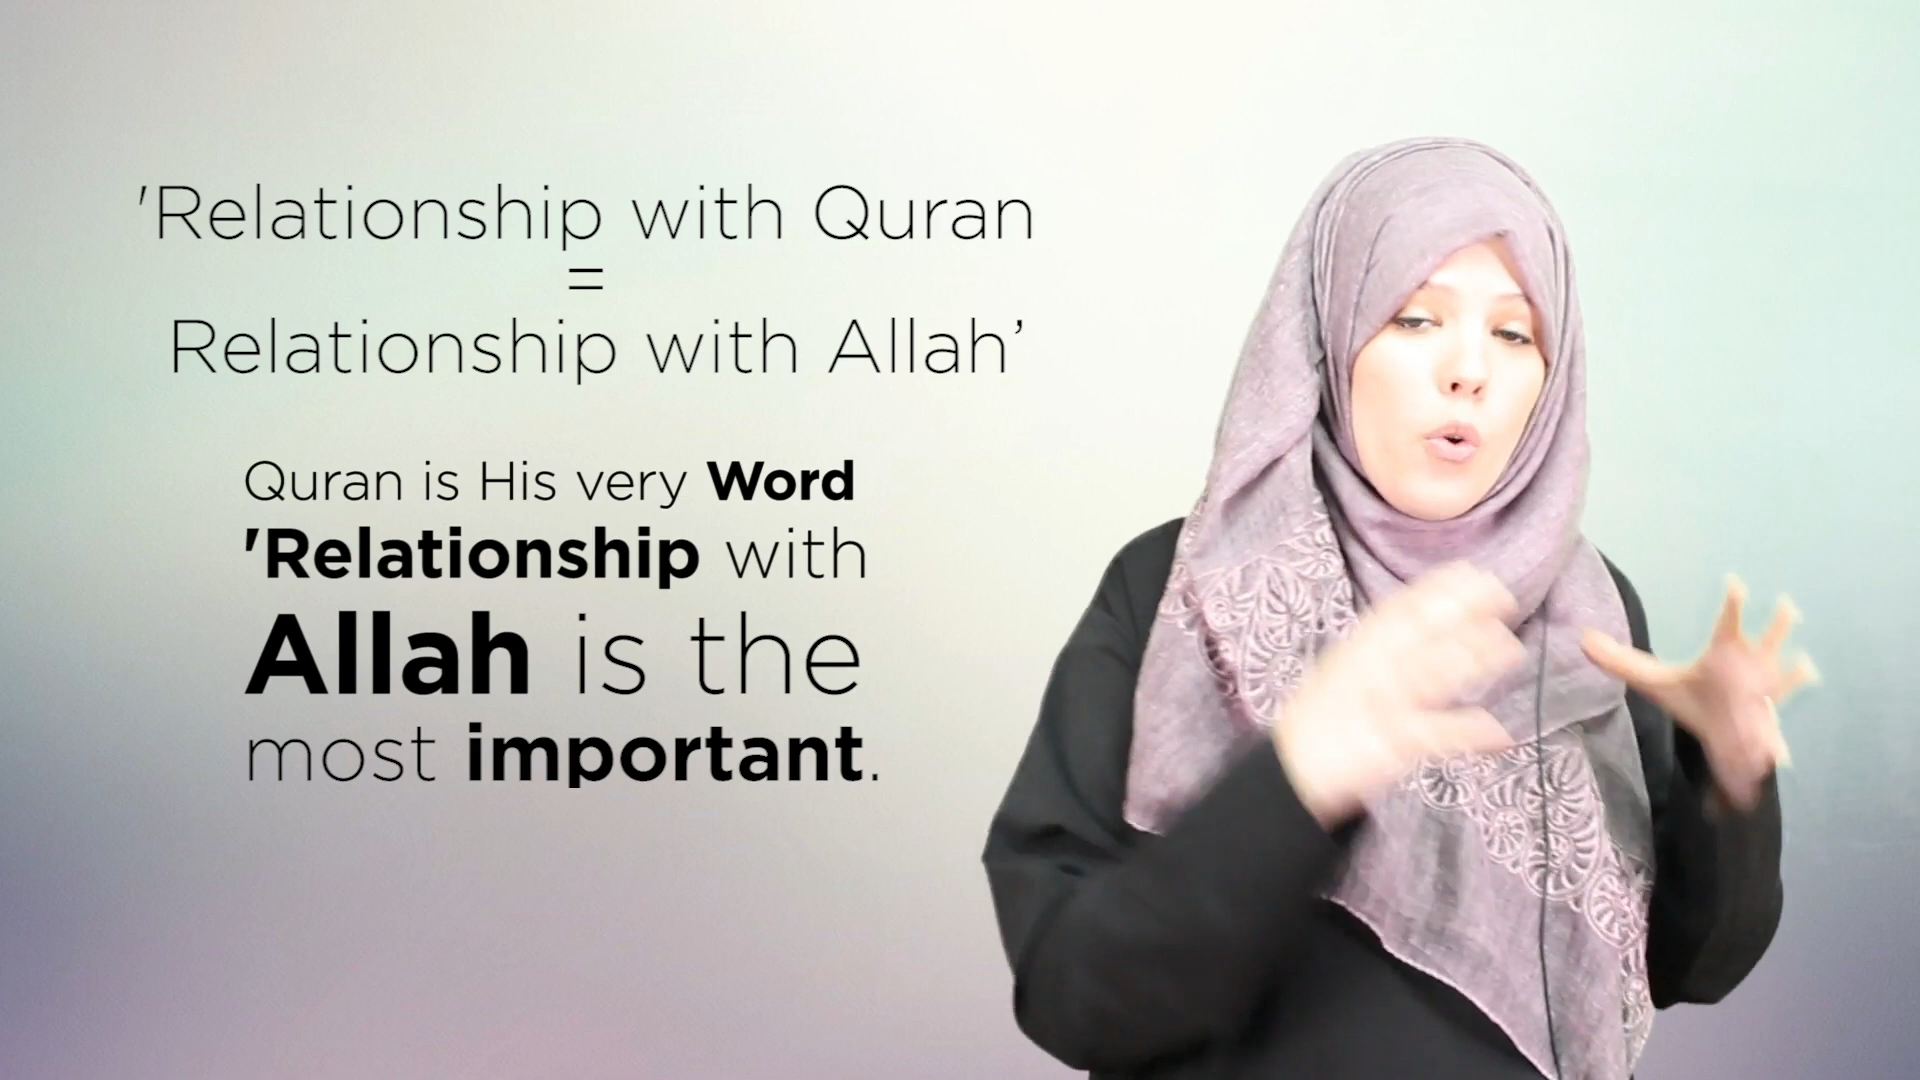 'Relationship with Quran
=
Relationship with Allah’
Quran is His very Word
'Relationship with
Allah is the
most important.